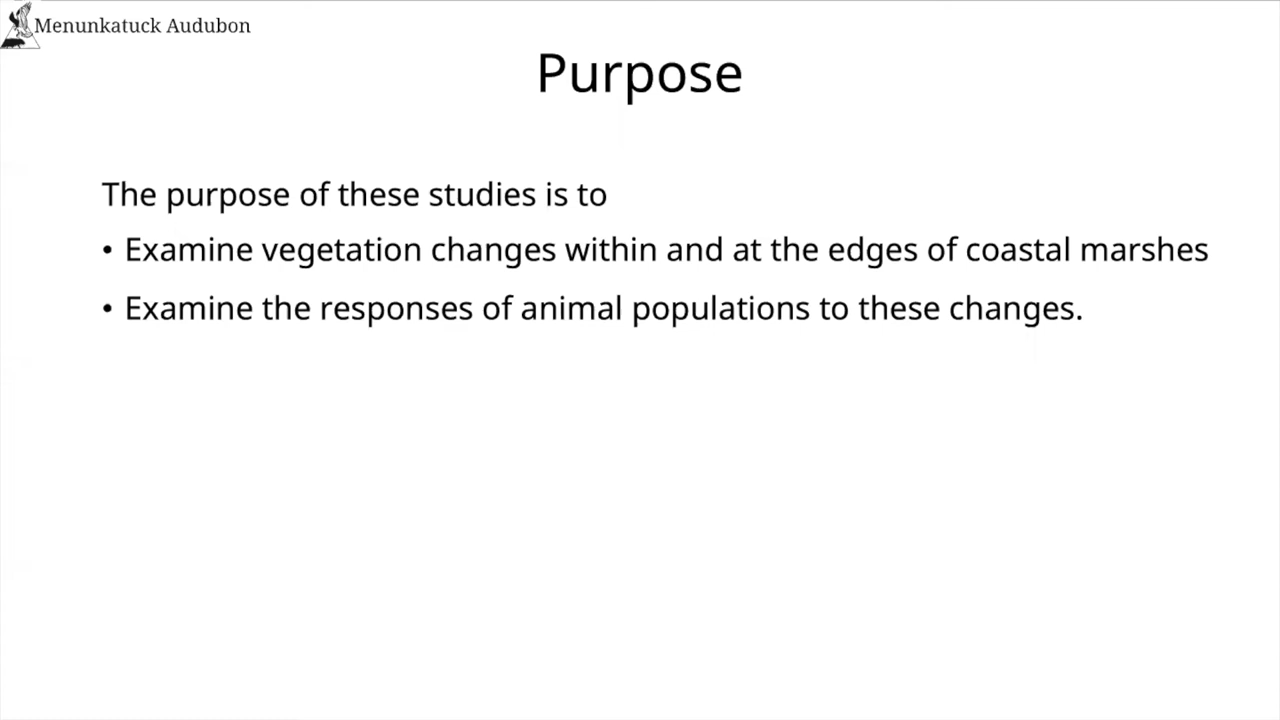 Menunkatuck Audubon
Purpose
The purpose of these studies is to
• Examine vegetation changes within and at the edges of coastal marshes
• Examine the responses of animal populations to these changes.